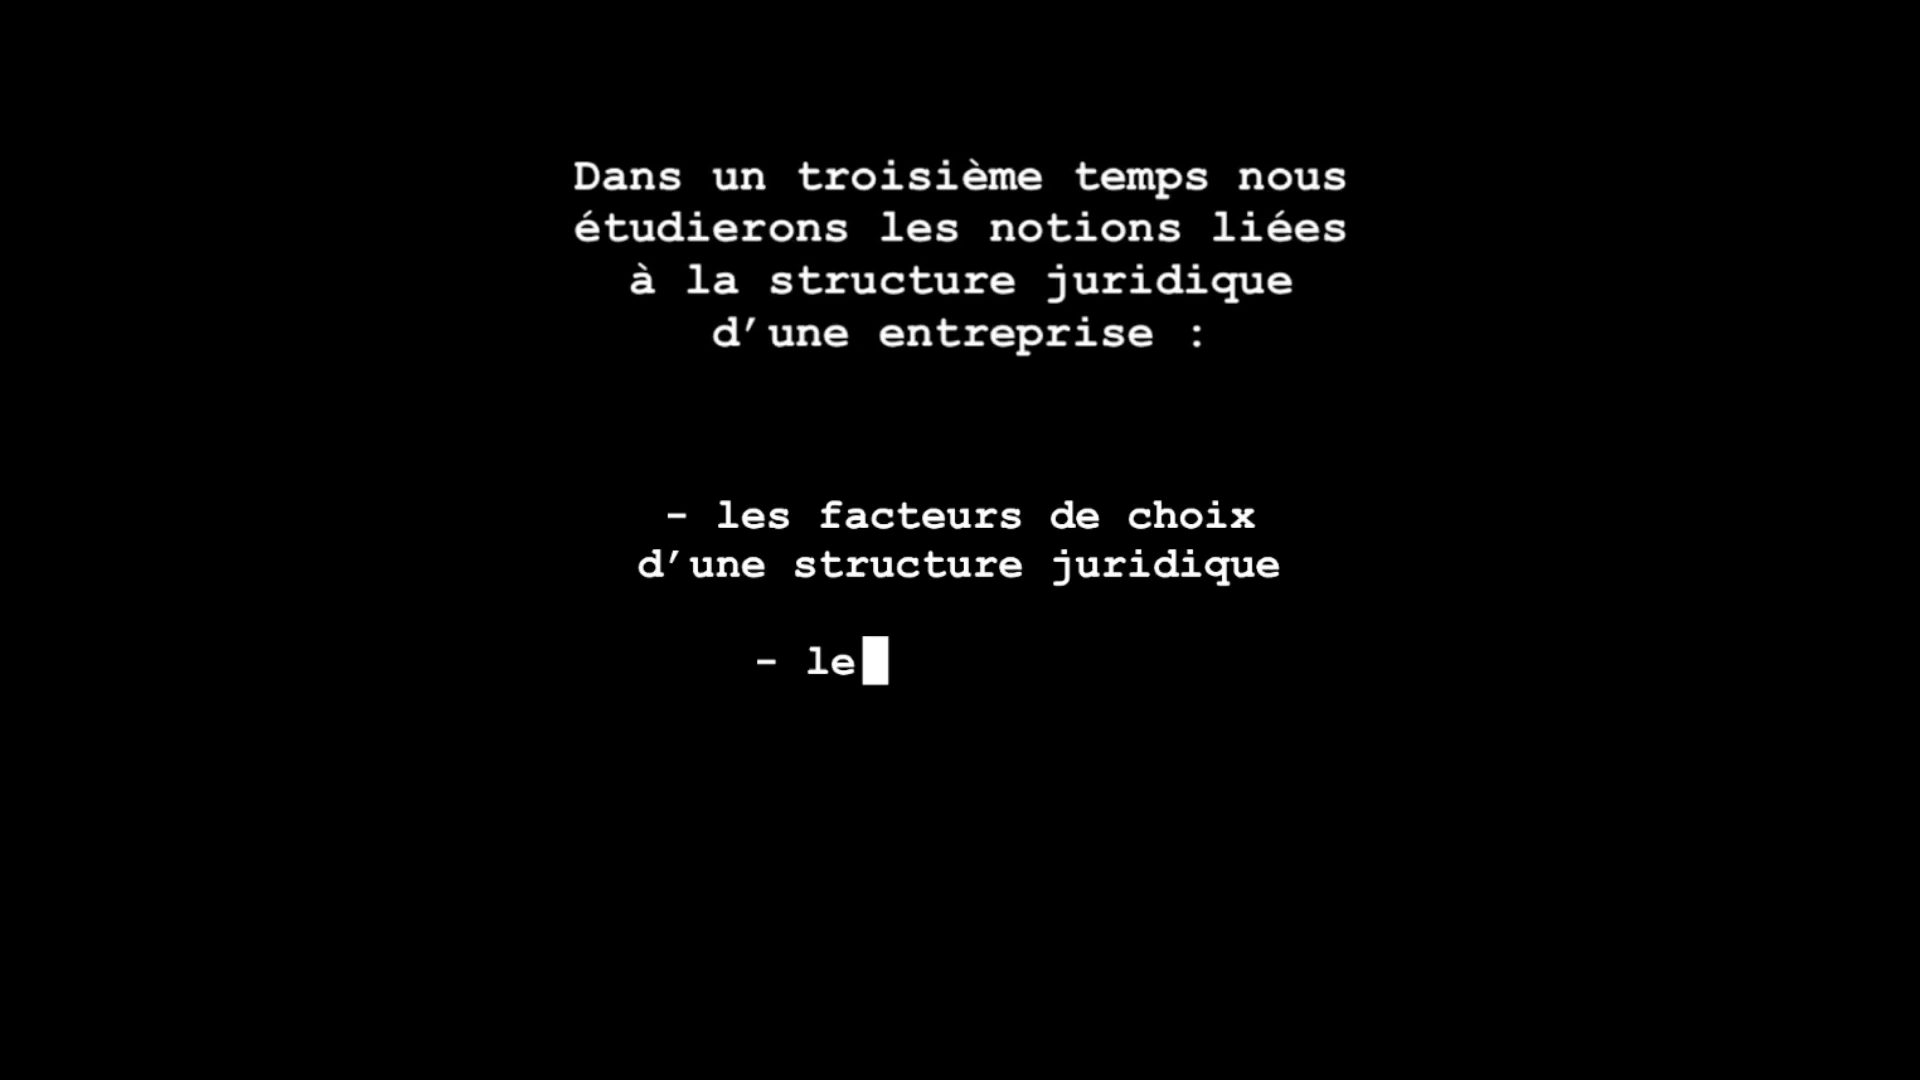 Dans un troisième temps nous
étudierons les notions liées
à la structure juridique
d’une entreprise :
- les facteurs de choix
d’une structure juridique
- le